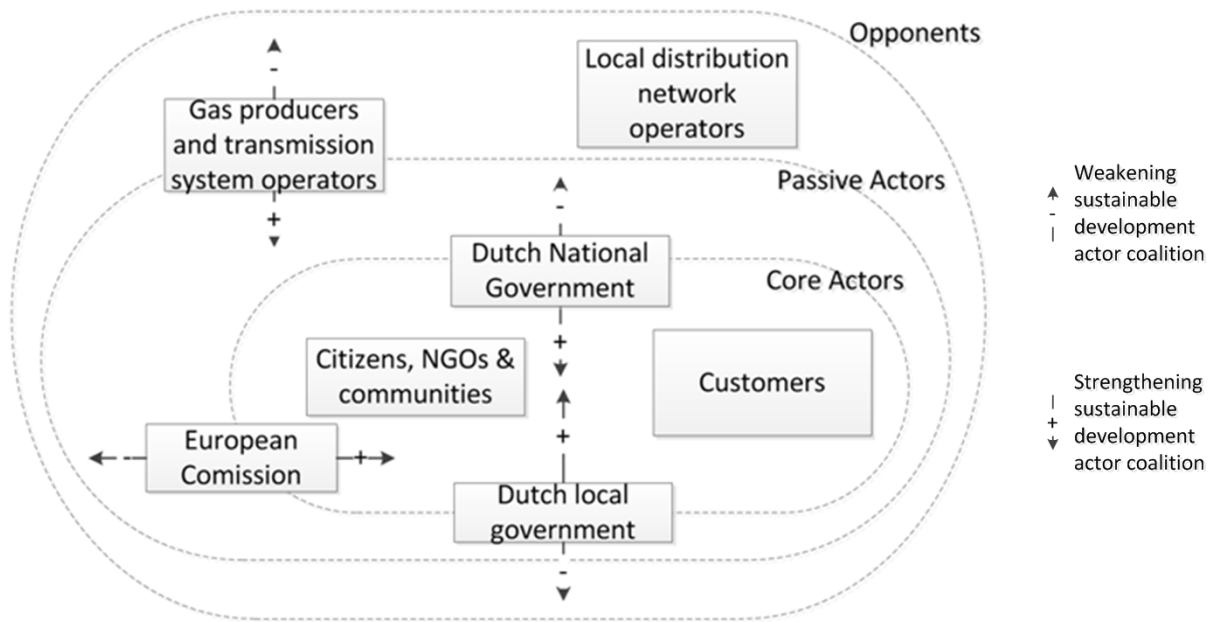 Opponents
Local distribution
network
operators
-
Gas producers
and transmission
system operators
+
Passive Actors
-
Dutch National
Government
+
Core Actors
Citizens, NGOs &
communities
Customers
+
European
Comission
-
+
Dutch local
government
-
Weakening
sustainable
-
development
actor coalition
Strengthening
sustainable
+
development
actor coalition